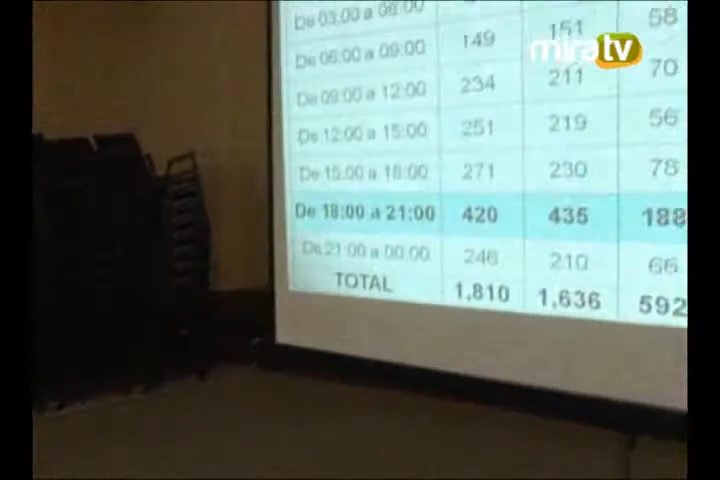 mira tv
De 03:00 a 06:00 58
De 06:00 a 09:00 149 151 70
De 09:00 a 12:00 234 211 56
De 12:00 a 15:00 251 219 78
De 15:00 a 18:00 271 230
De 18:00 a 21:00 420 435 188
De 21:00 a 00:00 246 210 66
TOTAL 1,810 1,636 592